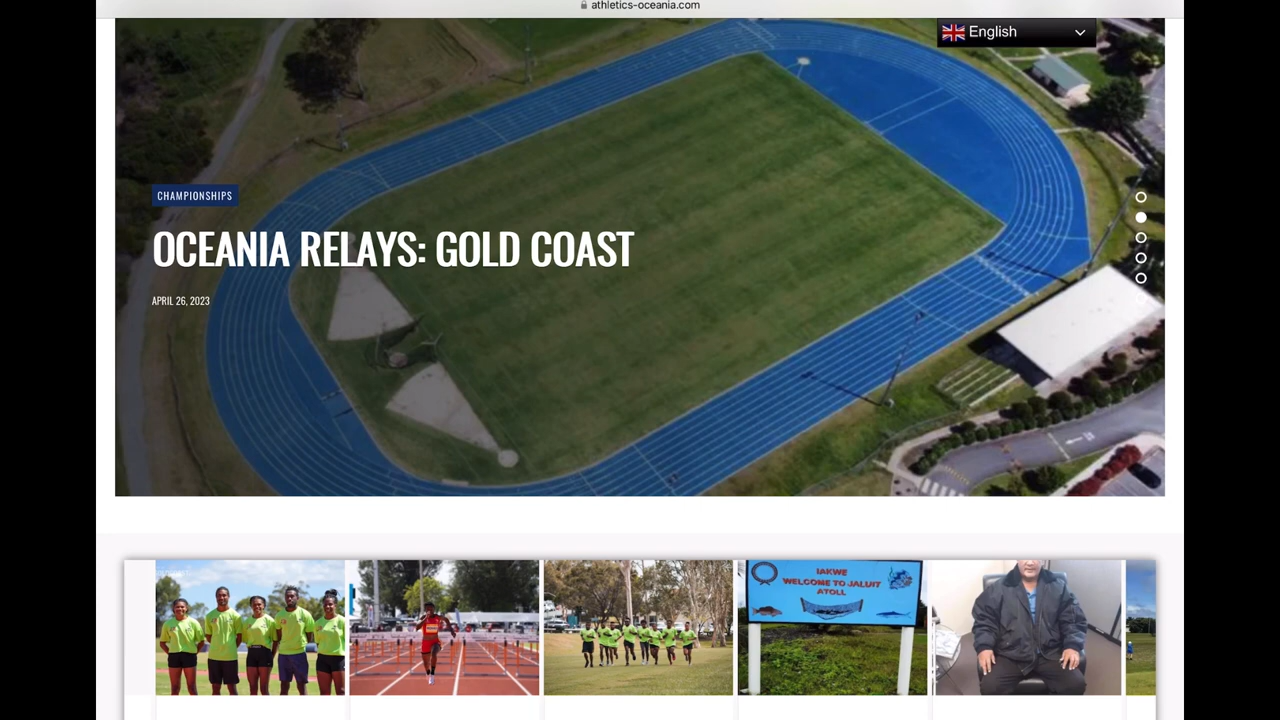 athletics-oceania.com
English
CHAMPIONSHIPS
OCEANIA RELAYS: GOLD COAST
APRIL 26, 2023
IAKWE
WELCOME TO JALUIT
ATOLL